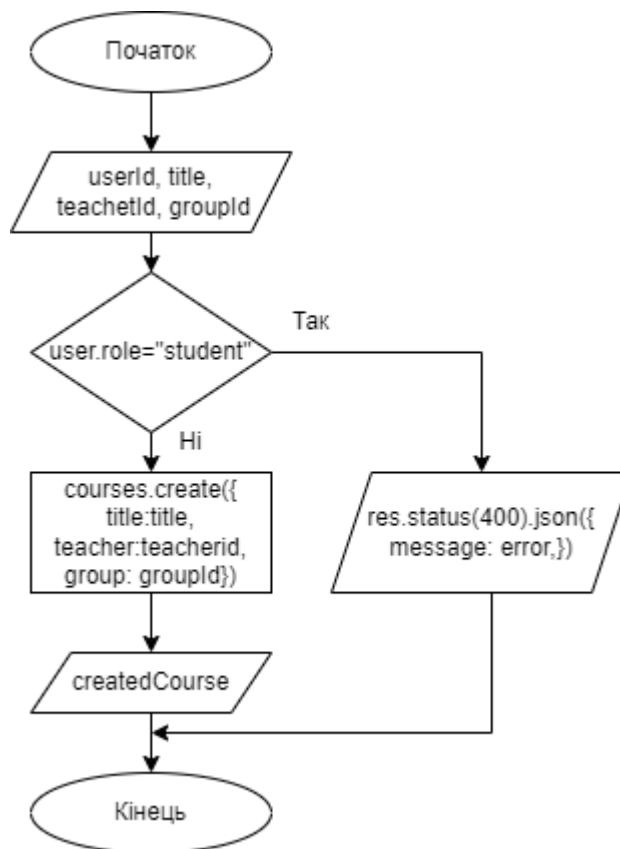 Початок
userId, title,
teachetId, groupId
user.role="student"
Так
Ні
courses.create({
title:title,
teacher:teacherid,
group: groupId})
res.status(400).json({
message: error,})
createdCourse
Кінець